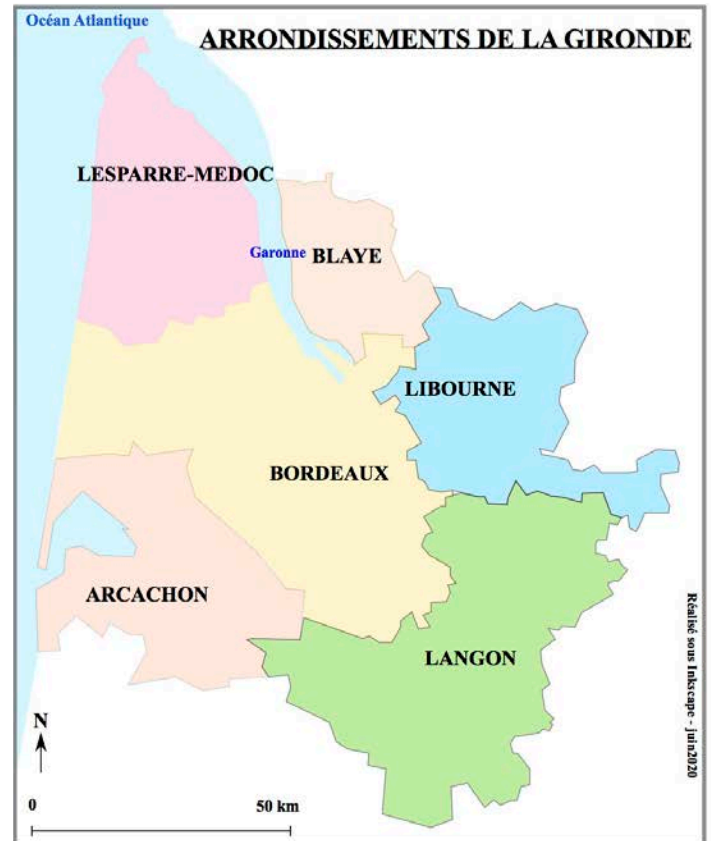 Océan Atlantique
ARRONDISSEMENTS DE LA GIRONDE
LESPARRE-MEDOC
Garonne
BLAYE
LIBOURNE
BORDEAUX
ARCACHON
LANGON
Réalisé sous Inkscape - juin2020
N
0
50 km